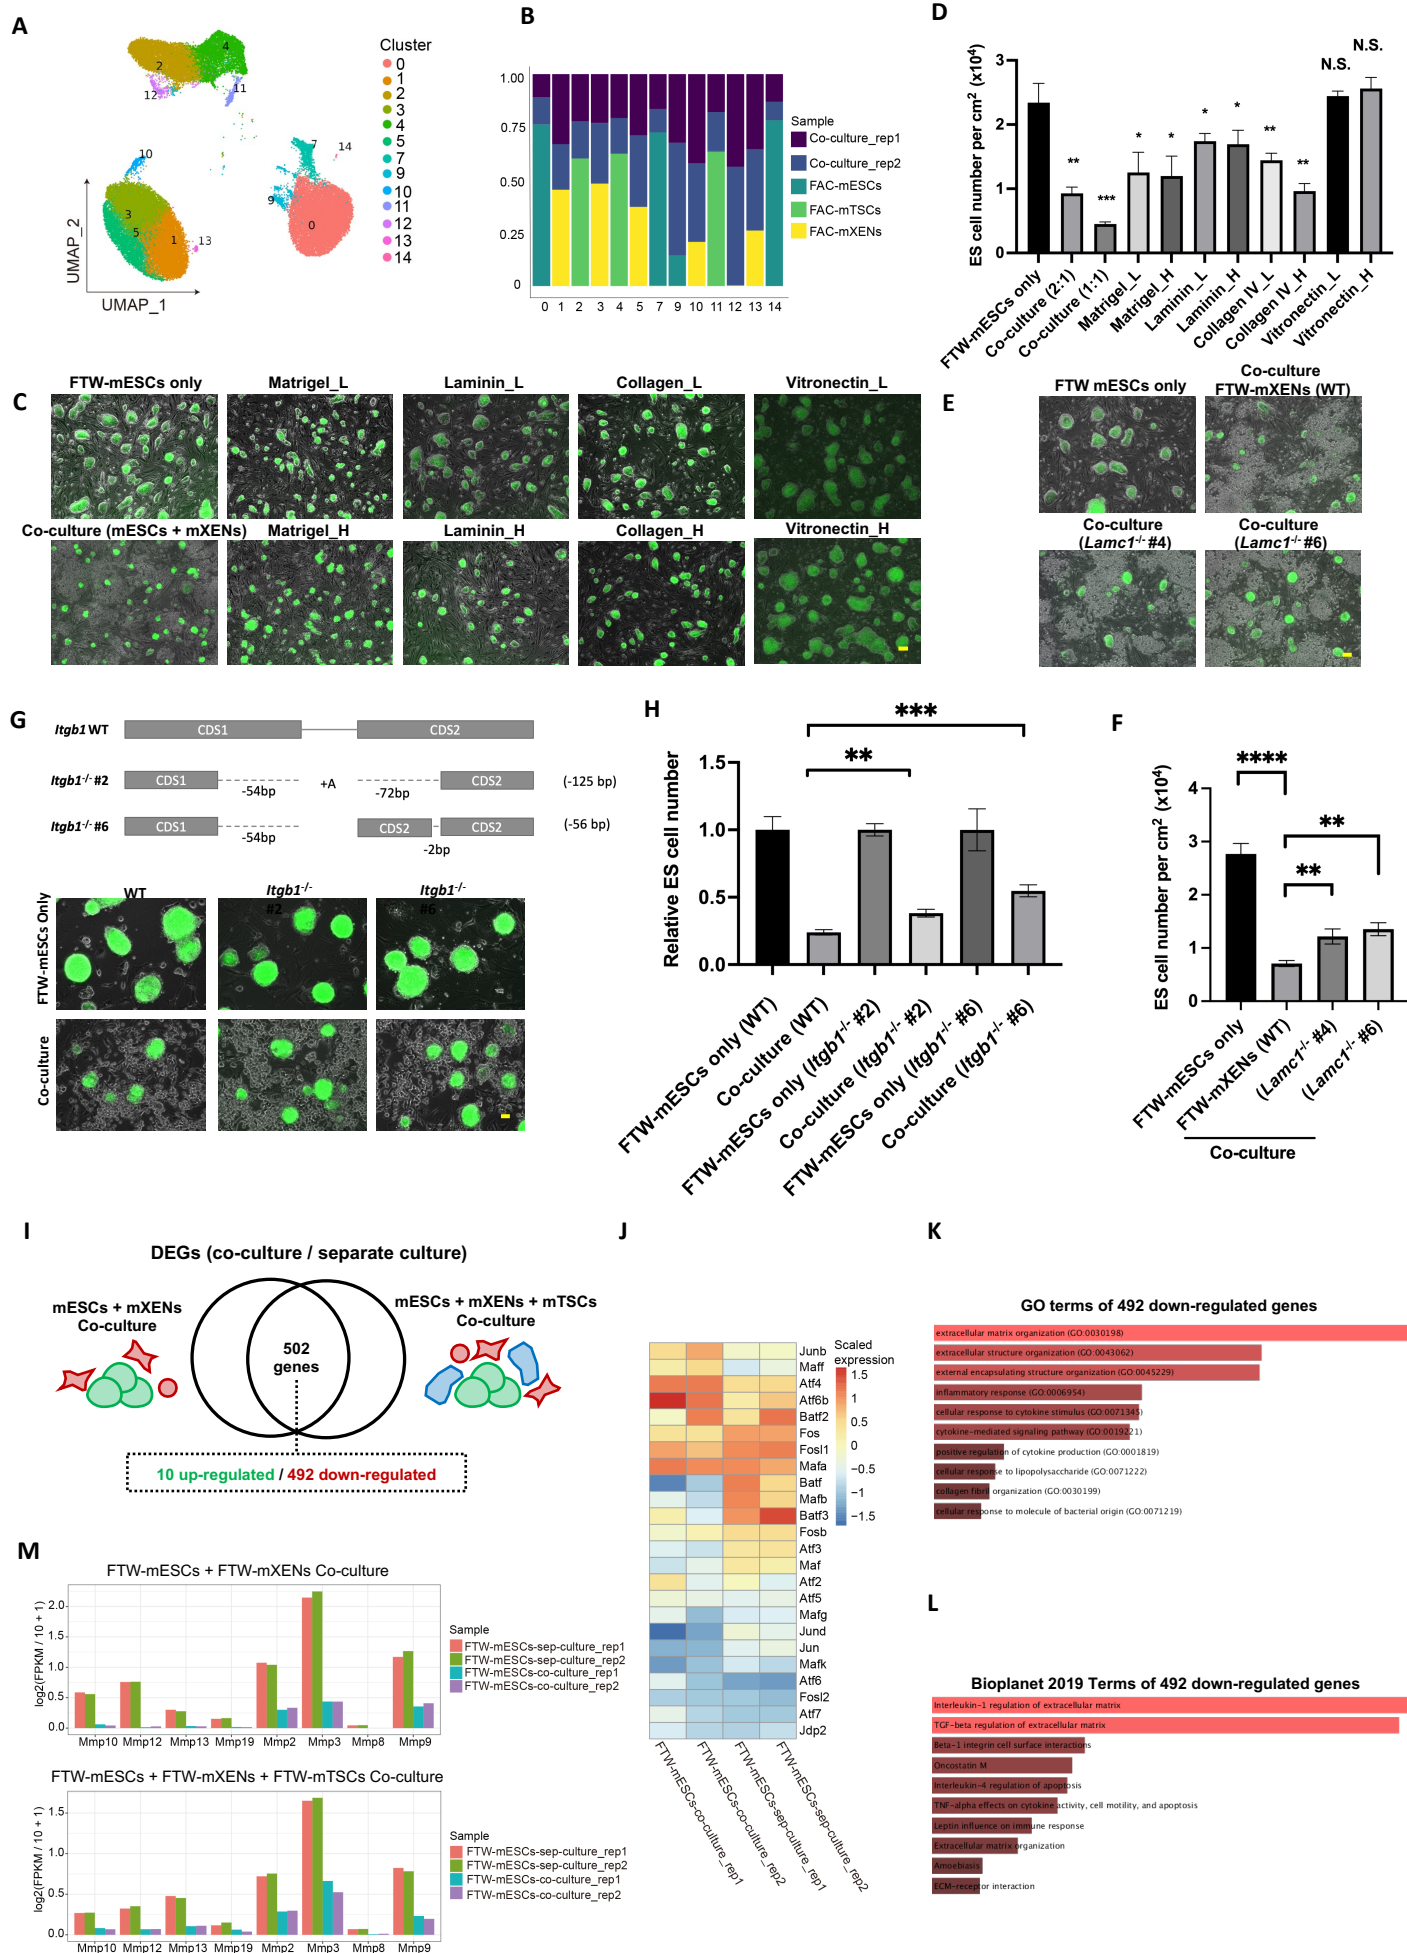 A
Cluster
0
1
2
3
4
5
7
9
10
11
12
13
14
4
2
12
11
10
7
14
9
0
3
5
1
13
UMAP_2
UMAP_1
B
1.00
0.75
0.50
0.25
0
0 1 2 3 4 5 7 9 10 11 12 13 14
Sample
Co-culture_rep1
Co-culture_rep2
FAC-mESCs
FAC-mTSCs
FAC-mXENs
D
ES cell number per cm2 (x104)
3
2
1
0
** *** * * * * ** ** N.S. N.S.
FTW-mESCs only
Co-culture (2:1)
Co-culture (1:1)
Matrigel_L
Matrigel_H
Laminin_L
Laminin_H
Collagen IV_L
Collagen IV_H
Vitronectin_L
Vitronectin_H
C
FTW-mESCs only Matrigel_L Laminin_L Collagen_L Vitronectin_L
Co-culture (mESCs + mXENs) Matrigel_H Laminin_H Collagen_H Vitronectin_H
E
FTW mESCs only
Co-culture
FTW-mXENs (WT)
Co-culture
(Lamc1-/- #4)
Co-culture
(Lamc1-/- #6)
G
Itgb1 WT CDS1 CDS2
Itgb1-/- #2 CDS1 -54bp +A -72bp CDS2 (-125 bp)
Itgb1-/- #6 CDS1 -54bp CDS2 -2bp CDS2 (-56 bp)
WT
Itgb1-/-
#2
Itgb1-/-
#6
FTW-mESCs Only
Co-culture
H
Relative ES cell number
1.5
1.0
0.5
0.0
***
**
FTW-mESCs only (WT)
Co-culture (WT)
FTW-mESCs only (Itgb1-/- #2)
Co-culture (Itgb1-/- #2)
FTW-mESCs only (Itgb1-/- #6)
Co-culture (Itgb1-/- #6)
F
ES cell number per cm2 (x104)
4
3
2
1
0
****
**
**
FTW-mESCs only
FTW-mXENs (WT)
(Lamc1-/- #4)
(Lamc1-/- #6)
Co-culture
I
DEGs (co-culture / separate culture)
mESCs + mXENs
Co-culture
mESCs + mXENs + mTSCs
Co-culture
502
genes
10 up-regulated / 492 down-regulated
J
Junb
Maff
Atf4
Atf6b
Batf2
Fos
Fosl1
Mafa
Batf
Mafb
Batf3
Fosb
Atf3
Maf
Atf2
Atf5
Mafg
Jund
Jun
Mafk
Atf6
Fosl2
Atf7
Jdp2
Scaled
expression
1.5
1
0.5
0
−0.5
−1
−1.5
FTW-mESCs-co-culture_rep1
FTW-mESCs-co-culture_rep2
FTW-mESCs-sep-culture_rep1
FTW-mESCs-sep-culture_rep2
K
GO terms of 492 down-regulated genes
extracellular matrix organization (GO:0030198)
extracellular structure organization (GO:0043062)
external encapsulating structure organization (GO:0045229)
inflammatory response (GO:0006954)
cellular response to cytokine stimulus (GO:0071345)
cytokine-mediated signaling pathway (GO:0019221)
positive regulation of cytokine production (GO:0001819)
cellular response to lipopolysaccharide (GO:0071222)
collagen fibril organization (GO:0030199)
cellular response to molecule of bacterial origin (GO:0071219)
L
Bioplanet 2019 Terms of 492 down-regulated genes
Interleukin-1 regulation of extracellular matrix
TGF-beta regulation of extracellular matrix
Beta-1 integrin cell surface interactions
Oncostatin M
Interleukin-4 regulation of apoptosis
TNF-alpha effects on cytokine activity, cell motility, and apoptosis
Leptin influence on immune response
Extracellular matrix organization
Amoebiasis
ECM-receptor interaction
M
FTW-mESCs + FTW-mXENs Co-culture
log2(FPKM / 10 + 1)
2.0
1.5
1.0
0.5
0.0
Mmp10 Mmp12 Mmp13 Mmp19 Mmp2 Mmp3 Mmp8 Mmp9
Sample
FTW-mESCs-sep-culture_rep1
FTW-mESCs-sep-culture_rep2
FTW-mESCs-co-culture_rep1
FTW-mESCs-co-culture_rep2
FTW-mESCs + FTW-mXENs + FTW-mTSCs Co-culture
log2(FPKM / 10 + 1)
1.5
1.0
0.5
0.0
Mmp10 Mmp12 Mmp13 Mmp19 Mmp2 Mmp3 Mmp8 Mmp9
Sample
FTW-mESCs-sep-culture_rep1
FTW-mESCs-sep-culture_rep2
FTW-mESCs-co-culture_rep1
FTW-mESCs-co-culture_rep2